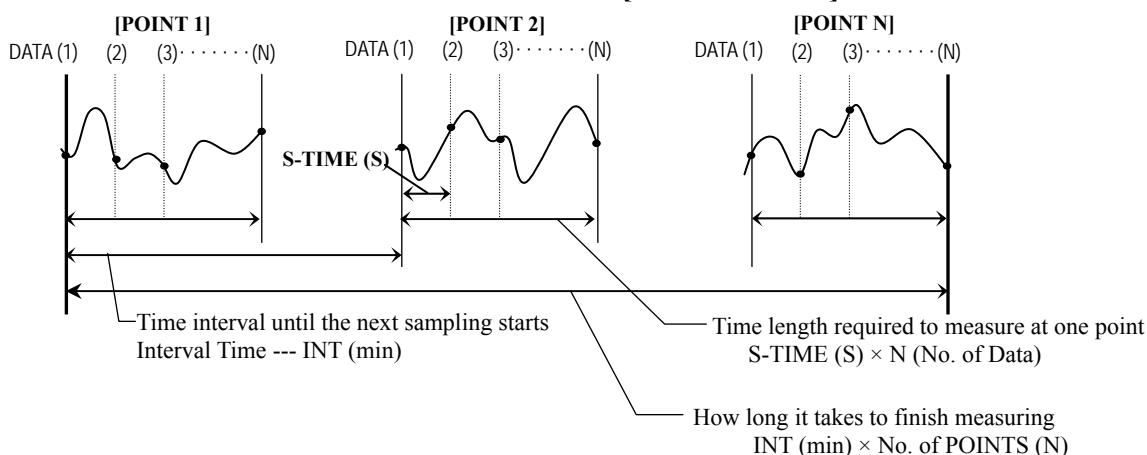 [POINT 1] [POINT 2] [POINT N]
DATA (1) (2) (3)·······(N) DATA (1) (2) (3)·······(N) DATA (1) (2) (3)·······(N)
S-TIME (S)
Time interval until the next sampling starts
Interval Time --- INT (min)
Time length required to measure at one point
S-TIME (S) × N (No. of Data)
How long it takes to finish measuring
INT (min) × No. of POINTS (N)